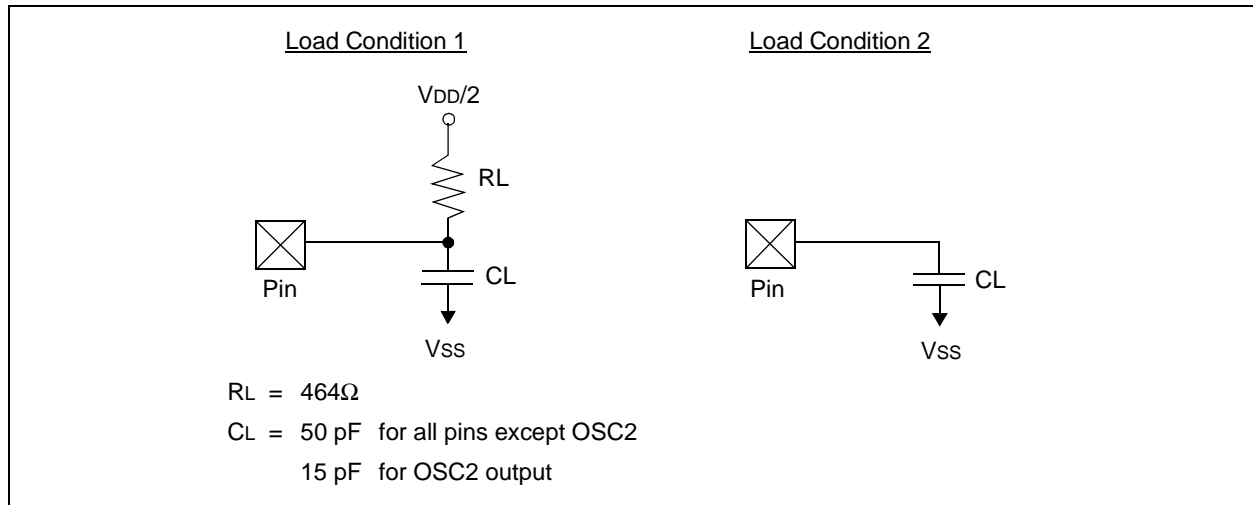 Load Condition 1
Load Condition 2
VDD/2
RL
Pin
CL
VSS
Pin
CL
VSS
RL = 464Ω
CL = 50 pF for all pins except OSC2
15 pF for OSC2 output